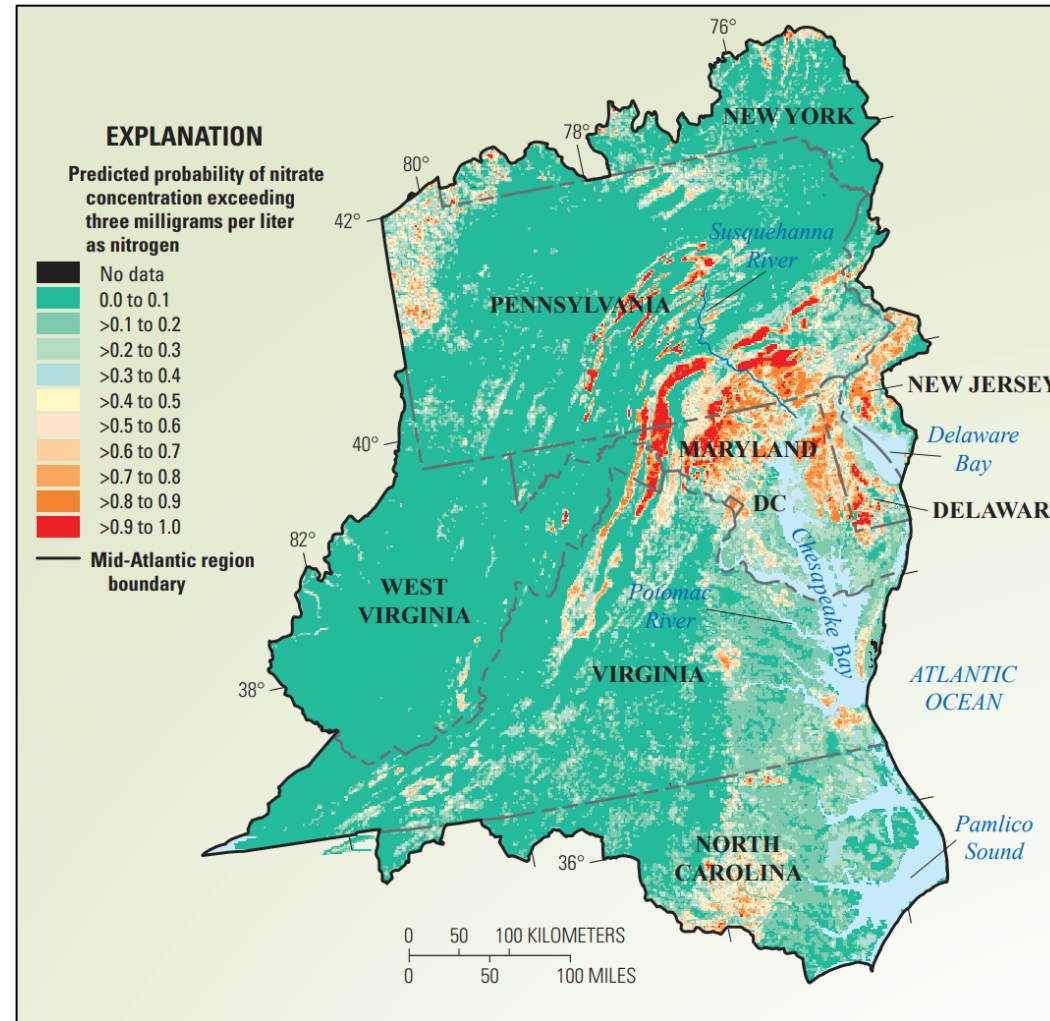 EXPLANATION
Predicted probability of nitrate
concentration exceeding
three milligrams per liter
as nitrogen
No data
0.0 to 0.1
>0.1 to 0.2
>0.2 to 0.3
>0.3 to 0.4
>0.4 to 0.5
>0.5 to 0.6
>0.6 to 0.7
>0.7 to 0.8
>0.8 to 0.9
>0.9 to 1.0
Mid-Atlantic region
boundary
76°
78°
80°
42°
40°
82°
38°
36°
NEW YORK
Susquehanna
River
PENNSYLVANIA
NEW JERSEY
MARYLAND
Delaware
Bay
DC
DELAWAR
Chesapeake Bay
WEST
VIRGINIA
Potomac
River
VIRGINIA
ATLANTIC
OCEAN
NORTH
CAROLINA
Pamlico
Sound
0 50 100 KILOMETERS
0 50 100 MILES